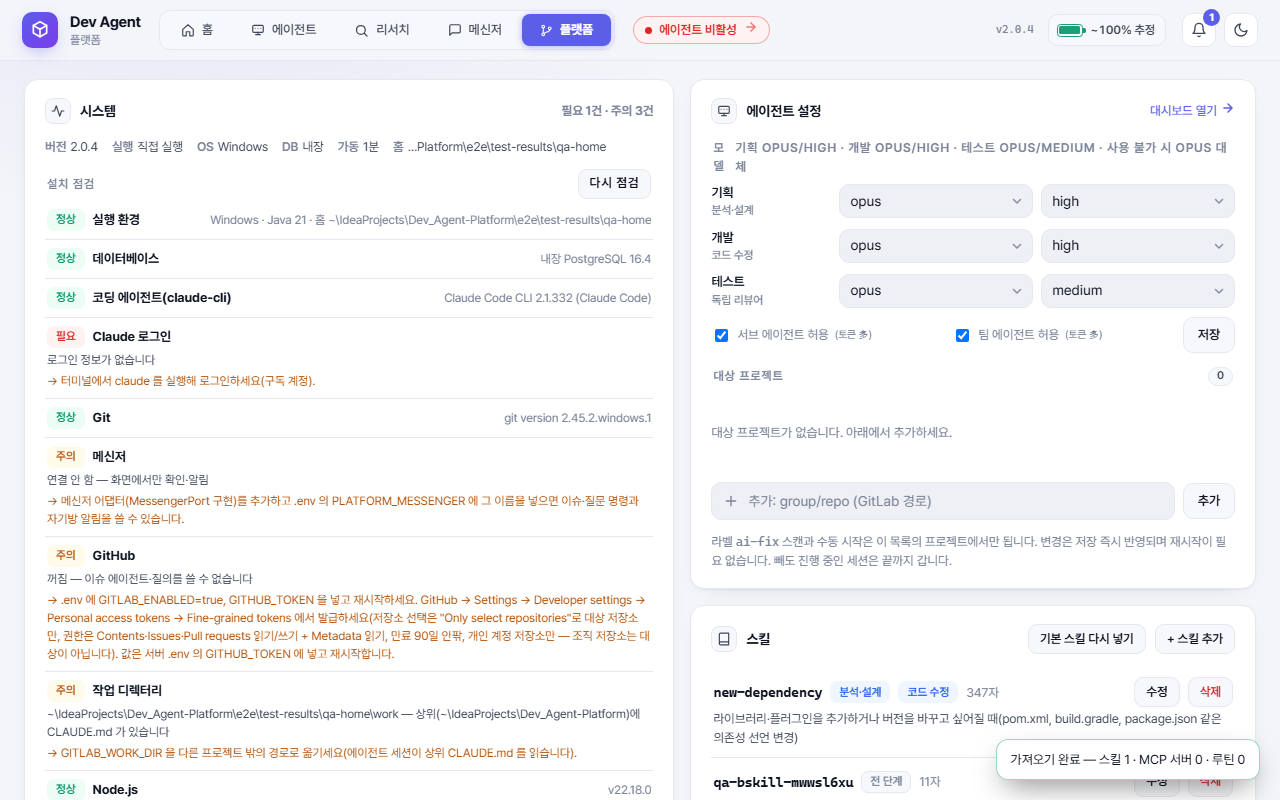 Dev Agent
플랫폼
홈
에이전트
리서치
메신저
플랫폼
에이전트 비활성 →
v2.0.4
~100% 추정
1
시스템
필요 1건 · 주의 3건
버전 2.0.4 실행 직접 실행 OS Windows DB 내장 가동 1분 홈 …Platform\e2e\test-results\qa-home
설치 점검
다시 점검
정상 실행 환경 Windows · Java 21 · 홈 ~\IdeaProjects\Dev_Agent-Platform\e2e\test-results\qa-home
정상 데이터베이스 내장 PostgreSQL 16.4
정상 코딩 에이전트(claude-cli) Claude Code CLI 2.1.332 (Claude Code)
필요 Claude 로그인
로그인 정보가 없습니다
→ 터미널에서 claude 를 실행해 로그인하세요(구독 계정).
정상 Git git version 2.45.2.windows.1
주의 메신저
연결 안 함 — 화면에서만 확인·알림
→ 메신저 어댑터(MessengerPort 구현)를 추가하고 .env 의 PLATFORM_MESSENGER 에 그 이름을 넣으면 이슈·질문 명령과
자기방 알림을 쓸 수 있습니다.
주의 GitHub
꺼짐 — 이슈 에이전트·질의를 쓸 수 없습니다
→ .env 에 GITLAB_ENABLED=true, GITHUB_TOKEN 을 넣고 재시작하세요. GitHub → Settings → Developer settings →
Personal access tokens → Fine-grained tokens 에서 발급하세요(저장소 선택은 "Only select repositories"로 대상 저장소
만, 권한은 Contents·Issues·Pull requests 읽기/쓰기 + Metadata 읽기, 만료 90일 안팎, 개인 계정 저장소만 — 조직 저장소는 대
상이 아닙니다). 값은 서버 .env 의 GITHUB_TOKEN 에 넣고 재시작합니다.
주의 작업 디렉터리
~\IdeaProjects\Dev_Agent-Platform\e2e\test-results\qa-home\work — 상위(~\IdeaProjects\Dev_Agent-Platform)에
CLAUDE.md 가 있습니다
→ GITLAB_WORK_DIR 을 다른 프로젝트 밖의 경로로 옮기세요(에이전트 세션이 상위 CLAUDE.md 를 읽습니다).
정상 Node.js v22.18.0
에이전트 설정
대시보드 열기 →
모델 기획 OPUS/HIGH · 개발 OPUS/HIGH · 테스트 OPUS/MEDIUM · 사용 불가 시 OPUS 대체
기획 opus high
분석·설계
개발 opus high
코드 수정
테스트 opus medium
독립 리뷰어
서브 에이전트 허용 (토큰 多)
팀 에이전트 허용 (토큰 多)
저장
대상 프로젝트 0
대상 프로젝트가 없습니다. 아래에서 추가하세요.
+ 추가: group/repo (GitLab 경로)
추가
라벨 ai-fix 스캔과 수동 시작은 이 목록의 프로젝트에서만 됩니다. 변경은 저장 즉시 반영되며 재시작이 필
요 없습니다. 빼도 진행 중인 세션은 끝까지 갑니다.
스킬
기본 스킬 다시 넣기
+ 스킬 추가
new-dependency 분석·설계 코드 수정 347자 수정 삭제
라이브러리·플러그인을 추가하거나 버전을 바꾸고 싶어질 때(pom.xml, build.gradle, package.json 같은
의존성 선언 변경)
가져오기 완료 — 스킬 1 · MCP 서버 0 · 루틴 0
qa-bskill-mwwsl6xu 전 단계 11자 수정 삭제